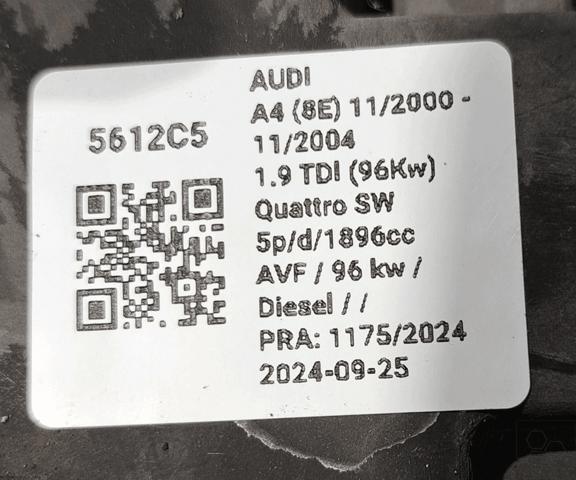 5612C5
AUDI
A4 (8E) 11/2000 -
11/2004
1.9 TDI (96Kw)
Quattro SW
5p/d/1896cc
AVF / 96 kw /
Diesel / /
PRA: 1175/2024
2024-09-25